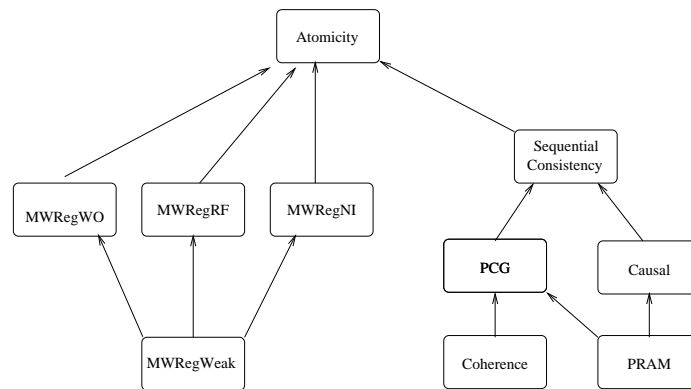 Atomicity
Sequential
Consistency
MWRegWO
MWRegRF
MWRegNI
PCG
Causal
MWRegWeak
Coherence
PRAM